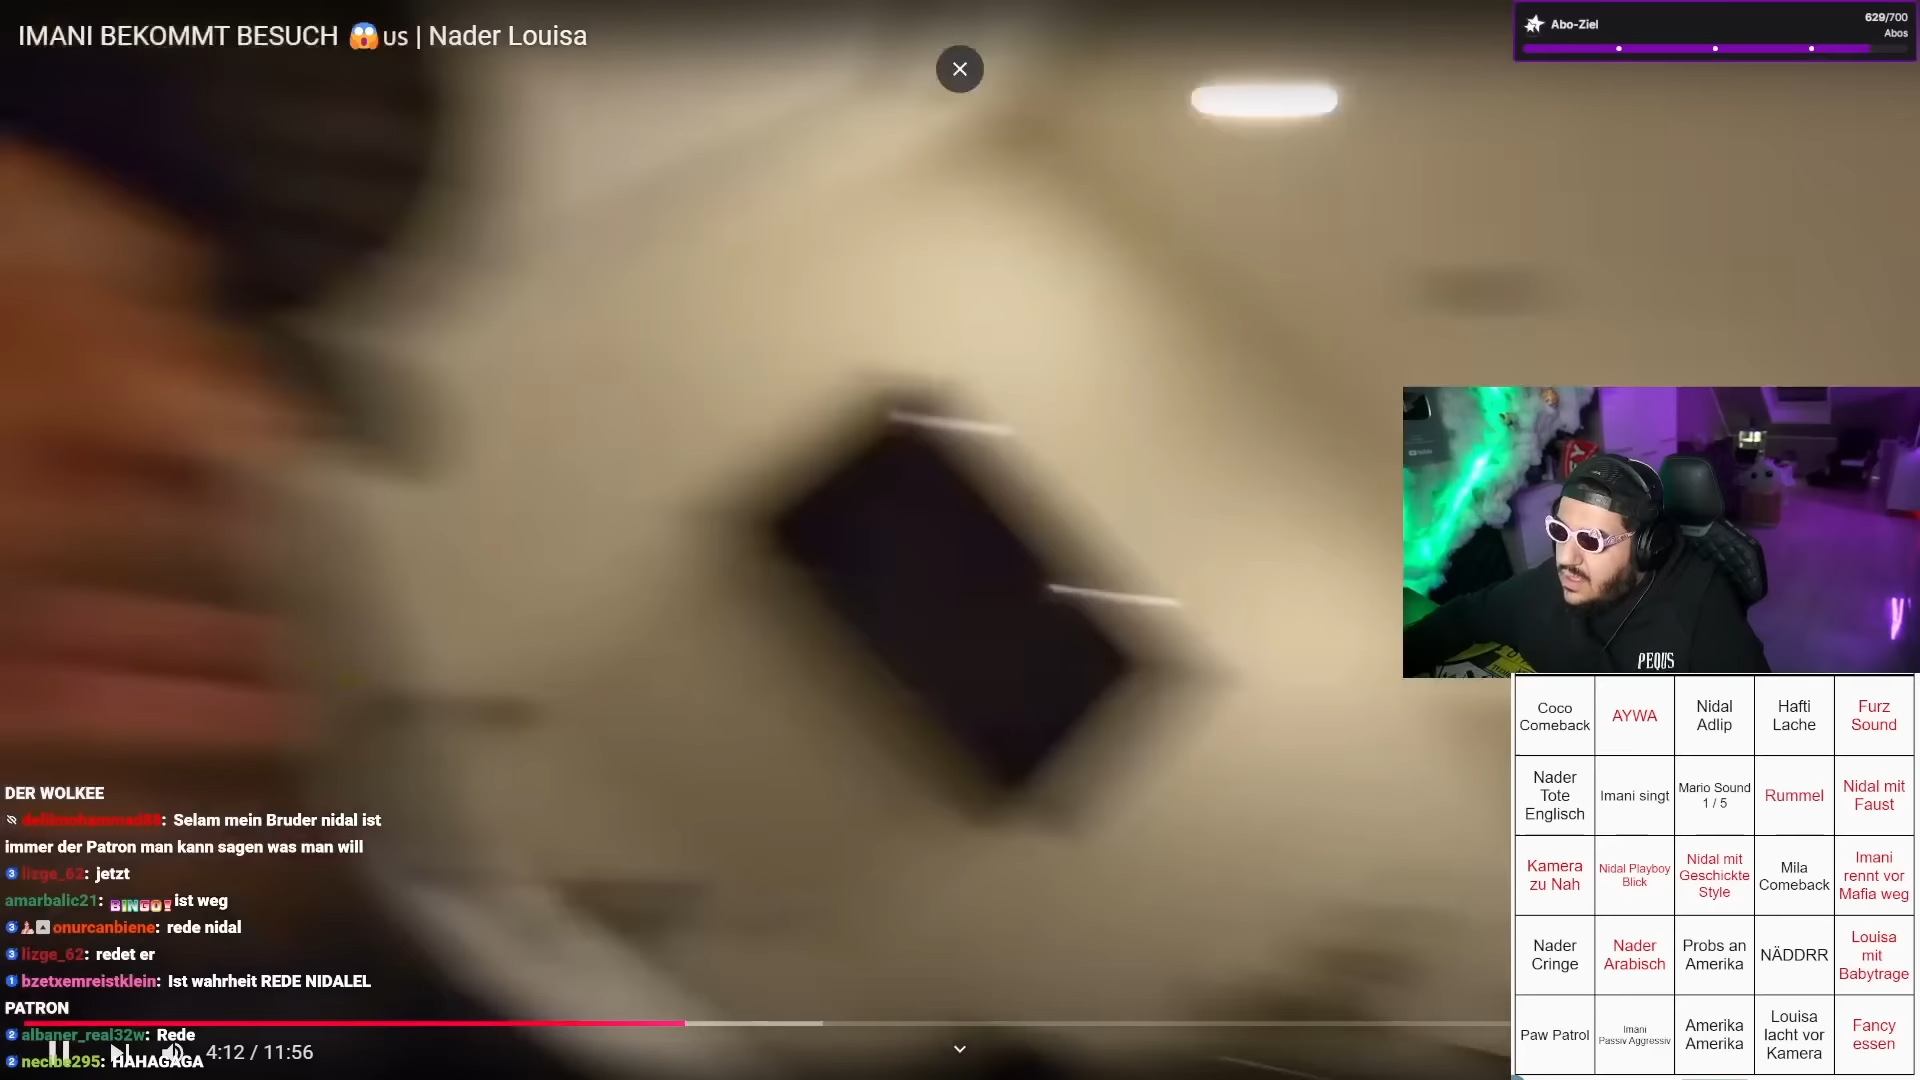 IMANI BEKOMMT BESUCH 😱us | Nader Louisa
Abo-Ziel
629/700
Abos
PEQUS
DER WOLKEE
: Selam mein Bruder nidal ist
immer der Patron man kann sagen was man will
lizge_62: jetzt
amarbalic21: BINGO! ist weg
onurcanbiene: rede nidal
lizge_62: redet er
bzetxemreistklein: Ist wahrheit REDE NIDALEL
PATRON
albaner_real32w: Rede
necibe295: HAHAGAGA
4:12 / 11:56
Coco
Comeback
AYWA
Nidal
Adlip
Hafti
Lache
Furz
Sound
Nader
Tote
Englisch
Imani singt
Mario Sound
1 / 5
Rummel
Nidal mit
Faust
Kamera
zu Nah
Nidal Playboy
Blick
Nidal mit
Geschickte
Style
Mila
Comeback
Imani
rennt vor
Mafia weg
Nader
Cringe
Nader
Arabisch
Probs an
Amerika
NÄDDRR
Louisa
mit
Babytrage
Paw Patrol
Imani
Passiv Aggressiv
Amerika
Amerika
Louisa
lacht vor
Kamera
Fancy
essen